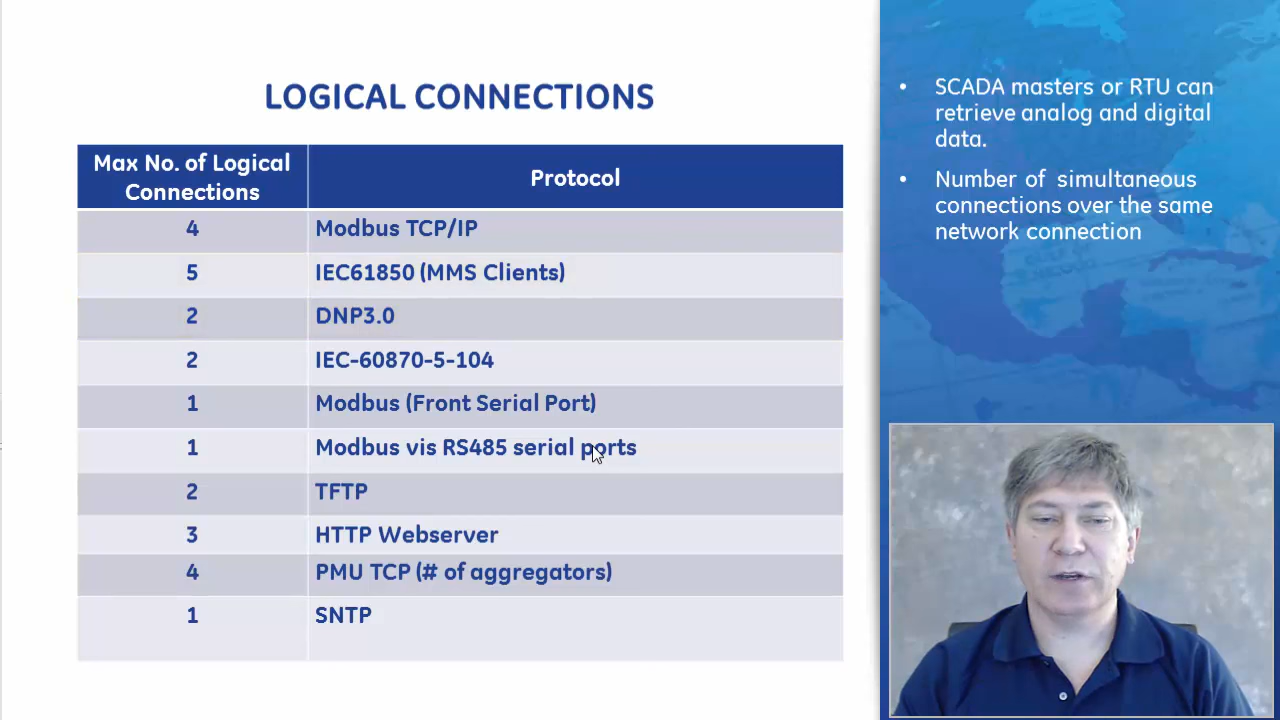 LOGICAL CONNECTIONS
Max No. of Logical
Connections
Protocol
4 Modbus TCP/IP
5 IEC61850 (MMS Clients)
2 DNP3.0
2 IEC-60870-5-104
1 Modbus (Front Serial Port)
1 Modbus vis RS485 serial ports
2 TFTP
3 HTTP Webserver
4 PMU TCP (# of aggregators)
1 SNTP
• SCADA masters or RTU can
retrieve analog and digital
data.
• Number of simultaneous
connections over the same
network connection